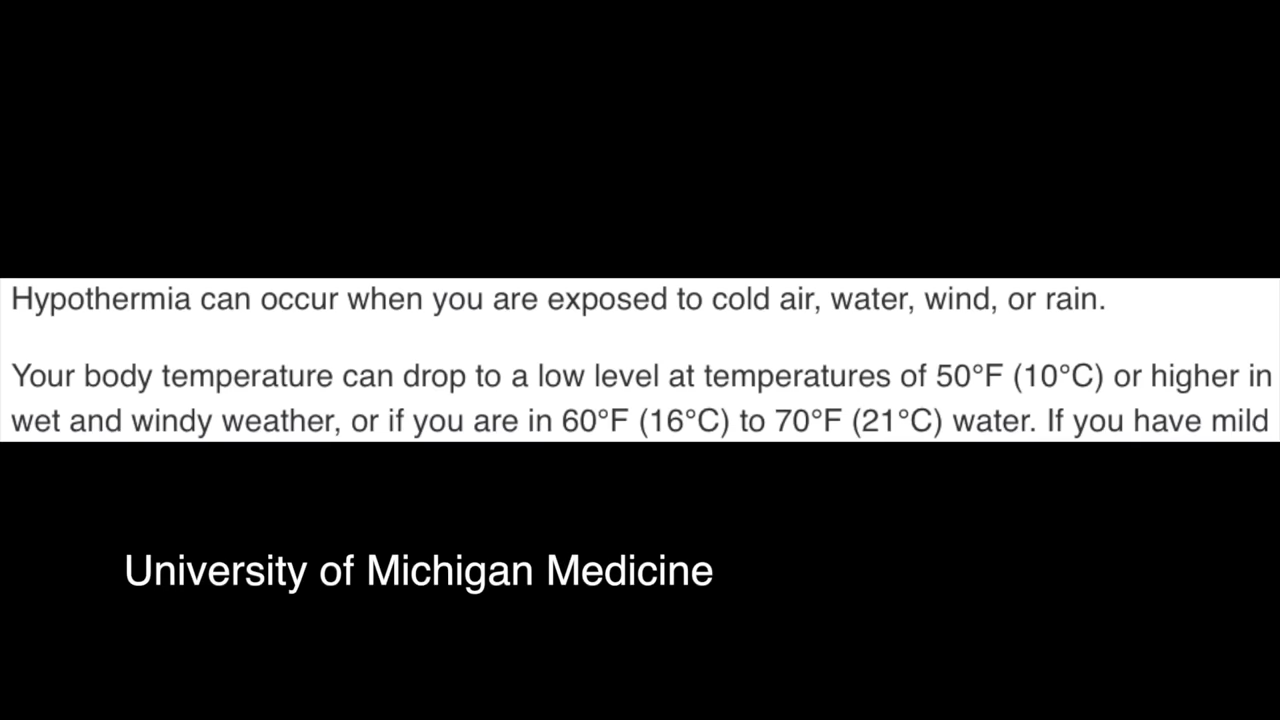 Hypothermia can occur when you are exposed to cold air, water, wind, or rain.
Your body temperature can drop to a low level at temperatures of 50°F (10°C) or higher in
wet and windy weather, or if you are in 60°F (16°C) to 70°F (21°C) water. If you have mild
University of Michigan Medicine